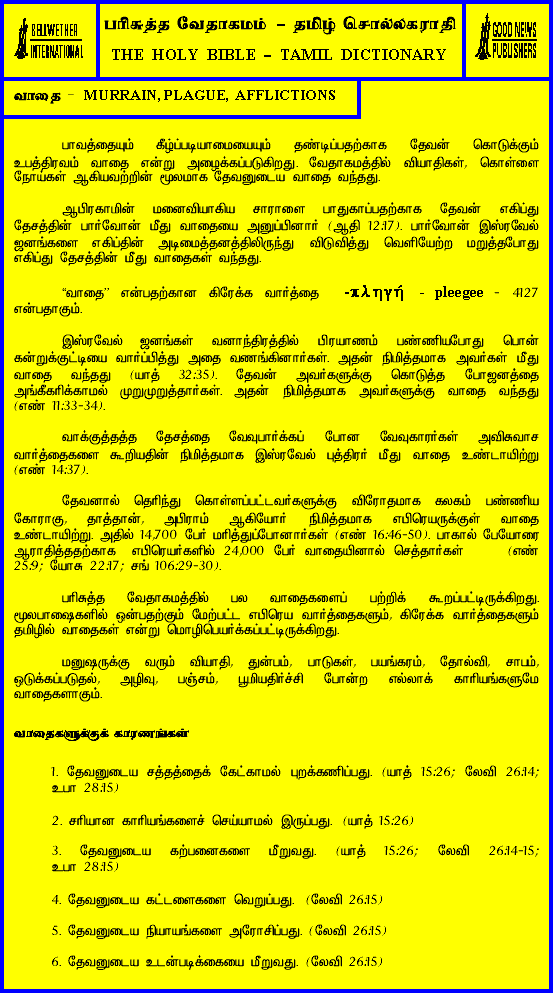 BELLWETHER
INTERNATIONAL
பரிசுத்த வேதாகமம் – தமிழ் சொல்லகராதி
THE HOLY BIBLE – TAMIL DICTIONARY
GOOD NEWS
PUBLISHERS
வாதை – MURRAIN, PLAGUE, AFFLICTIONS
பாவத்தையும் கீழ்ப்படியாமையையும் தண்டிப்பதற்காக தேவன் கொடுக்கும்
உபத்திரவம் வாதை என்று அழைக்கப்படுகிறது. வேதாகமத்தில் வியாதிகள், கொள்ளை
நோய்கள் ஆகியவற்றின் மூலமாக தேவனுடைய வாதை வந்தது.
ஆபிரகாமின் மனைவியாகிய சாராளை பாதுகாப்பதற்காக தேவன் எகிப்து
தேசத்தின் பார்வோன் மீது வாதையை அனுப்பினார் (ஆதி 12:17). பார்வோன் இஸ்ரவேல்
ஜனங்களை எகிப்தின் அடிமைத்தனத்திலிருந்து விடுவித்து வெளியேற்ற மறுத்தபோது
எகிப்து தேசத்தின் மீது வாதைகள் வந்தது.
“வாதை” என்பதற்கான கிரேக்க வார்த்தை -πληγή - pleegee - 4127
என்பதாகும்.
இஸ்ரவேல் ஜனங்கள் வனாந்திரத்தில் பிரயாணம் பண்ணியபோது பொன்
கன்றுக்குட்டியை வார்ப்பித்து அதை வணங்கினார்கள். அதன் நிமித்தமாக அவர்கள் மீது
வாதை வந்தது (யாத் 32:35). தேவன் அவர்களுக்கு கொடுத்த போஜனத்தை
அங்கீகரிக்காமல் முறுமுறுத்தார்கள். அதன் நிமித்தமாக அவர்களுக்கு வாதை வந்தது
(எண் 11:33-34).
வாக்குத்தத்த தேசத்தை வேவுபார்க்கப் போன வேவுகாரர்கள் அவிசுவாச
வார்த்தைகளை கூறியதின் நிமித்தமாக இஸ்ரவேல் புத்திரர் மீது வாதை உண்டாயிற்று
(எண் 14:37).
தேவனால் தெரிந்து கொள்ளப்பட்டவர்களுக்கு விரோதமாக கலகம் பண்ணிய
கோராகு, தாத்தான், அபிராம் ஆகியோர் நிமித்தமாக எபிரெயருக்குள் வாதை
உண்டாயிற்று. அதில் 14,700 பேர் மரித்துப்போனார்கள் (எண் 16:46-50). பாகால் பேயோரை
ஆராதித்ததற்காக எபிரெயர்களில் 24,000 பேர் வாதையினால் செத்தார்கள் (எண்
25:9; யோசு 22:17; சங் 106:29-30).
பரிசுத்த வேதாகமத்தில் பல வாதைகளைப் பற்றிக் கூறப்பட்டிருக்கிறது.
மூலபாஷைகளில் ஒன்பதற்கும் மேற்பட்ட எபிரெய வார்த்தைகளும், கிரேக்க வார்த்தைகளும்
தமிழில் வாதைகள் என்று மொழிபெயர்க்கப்பட்டிருக்கிறது.
மனுஷருக்கு வரும் வியாதி, துன்பம், பாடுகள், பயங்கரம், தோல்வி, சாபம்,
ஒடுக்கப்படுதல், அழிவு, பஞ்சம், பூமியதிர்ச்சி போன்ற எல்லாக் காரியங்களுமே
வாதைகளாகும்.
வாதைகளுக்குக் காரணங்கள்
1. தேவனுடைய சத்தத்தைக் கேட்காமல் புறக்கணிப்பது. (யாத் 15:26; லேவி 26:14;
உபா 28:15)
2. சரியான காரியங்களைச் செய்யாமல் இருப்பது. (யாத் 15:26)
3. தேவனுடைய கற்பனைகளை மீறுவது. (யாத் 15:26; லேவி 26:14-15;
உபா 28:15)
4. தேவனுடைய கட்டளைகளை வெறுப்பது. (லேவி 26:15)
5. தேவனுடைய நியாயங்களை அரோசிப்பது. (லேவி 26:15)
6. தேவனுடைய உடன்படிக்கையை மீறுவது. (லேவி 26:15)